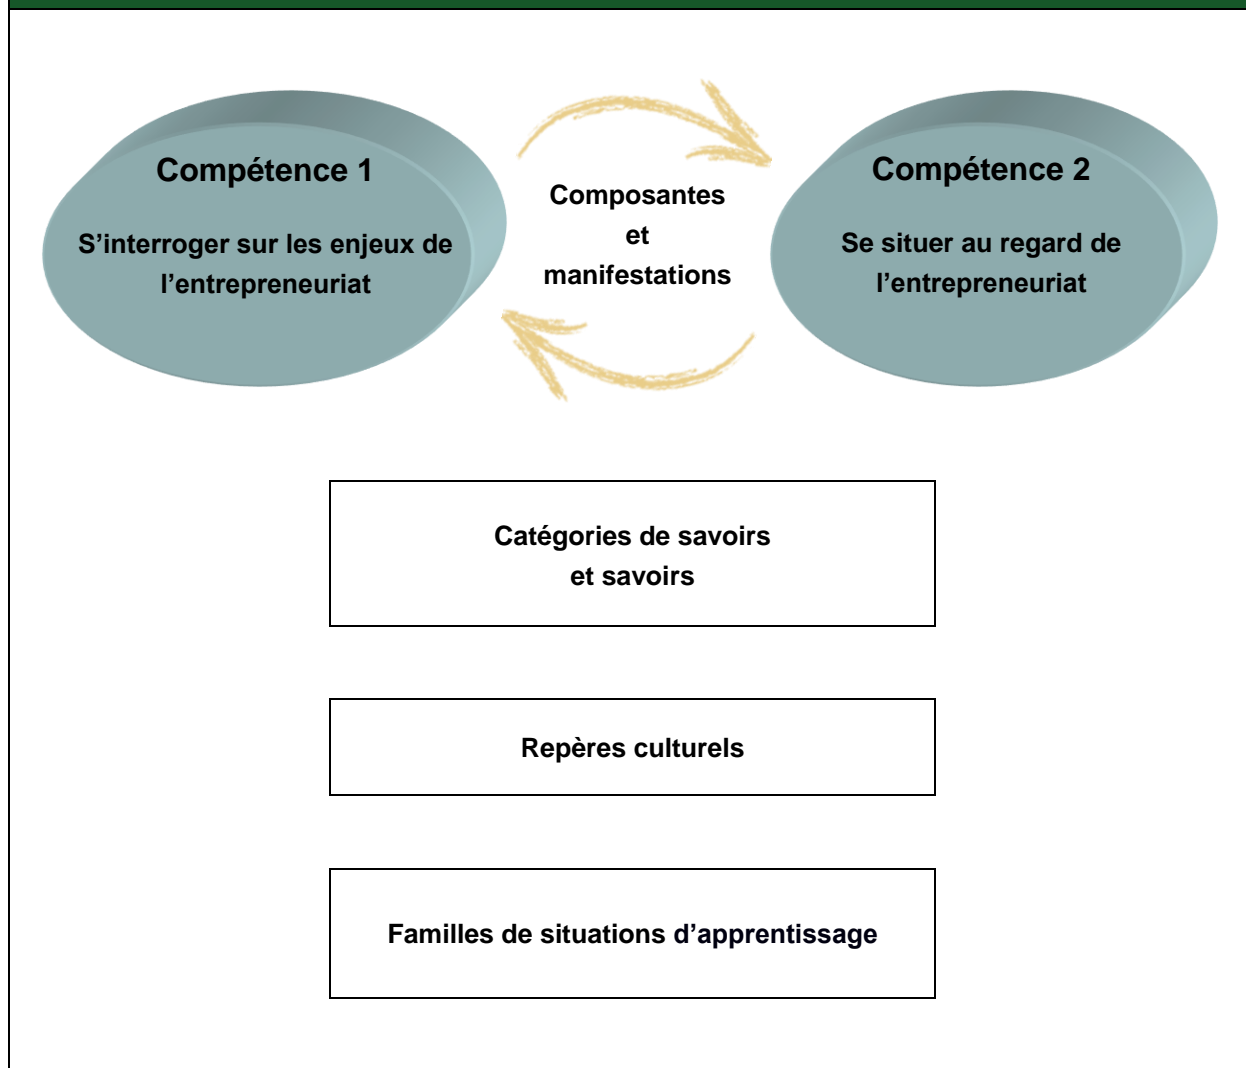 Compétence 1
S’interroger sur les enjeux de
l’entrepreneuriat
Composantes
et
manifestations
Compétence 2
Se situer au regard de
l’entrepreneuriat
Catégories de savoirs
et savoirs
Repères culturels
Familles de situations d’apprentissage